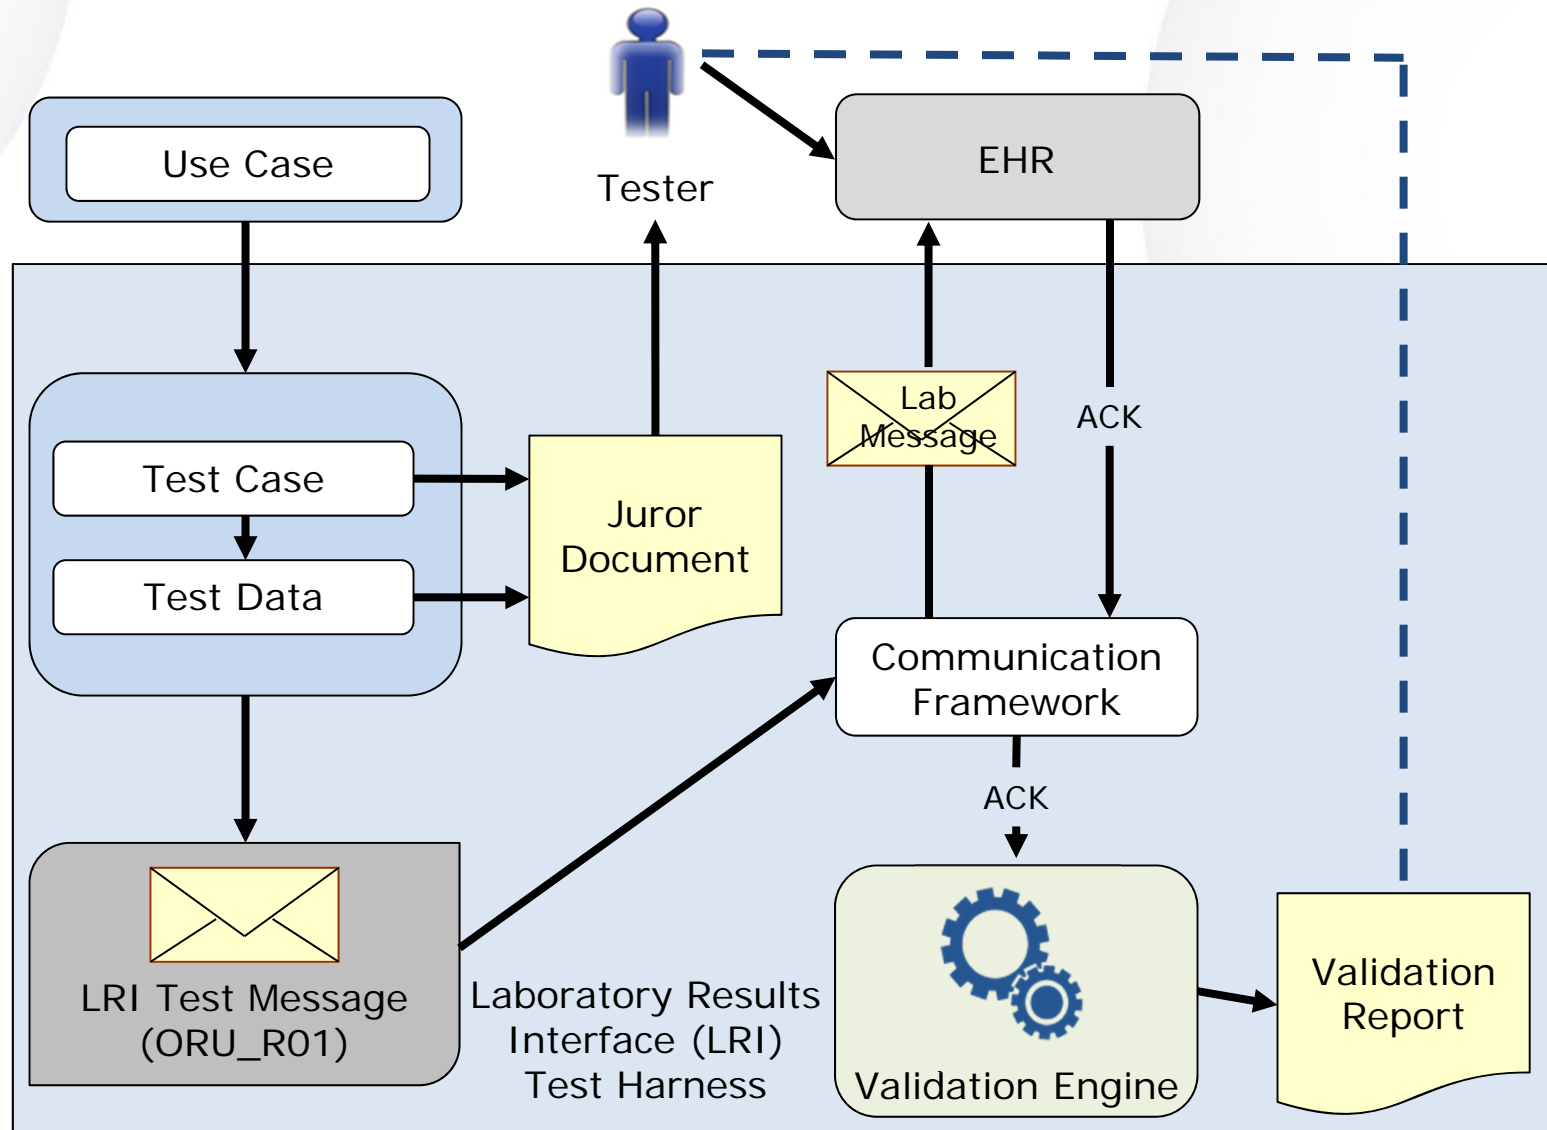 Use Case
Tester
EHR
Test Case
Test Data
Juror
Document
Lab
Message
ACK
Communication
Framework
ACK
LRI Test Message
(ORU_R01)
Laboratory Results
Interface (LRI)
Test Harness
Validation Engine
Validation
Report